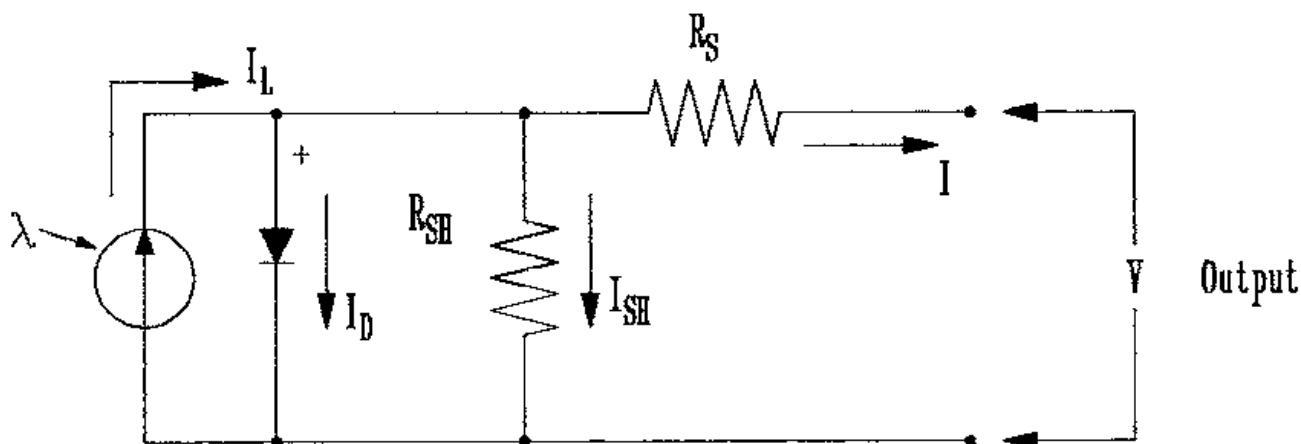 R_S
I_L
+
I
R_SH
λ
I_D
I_SH
V Output